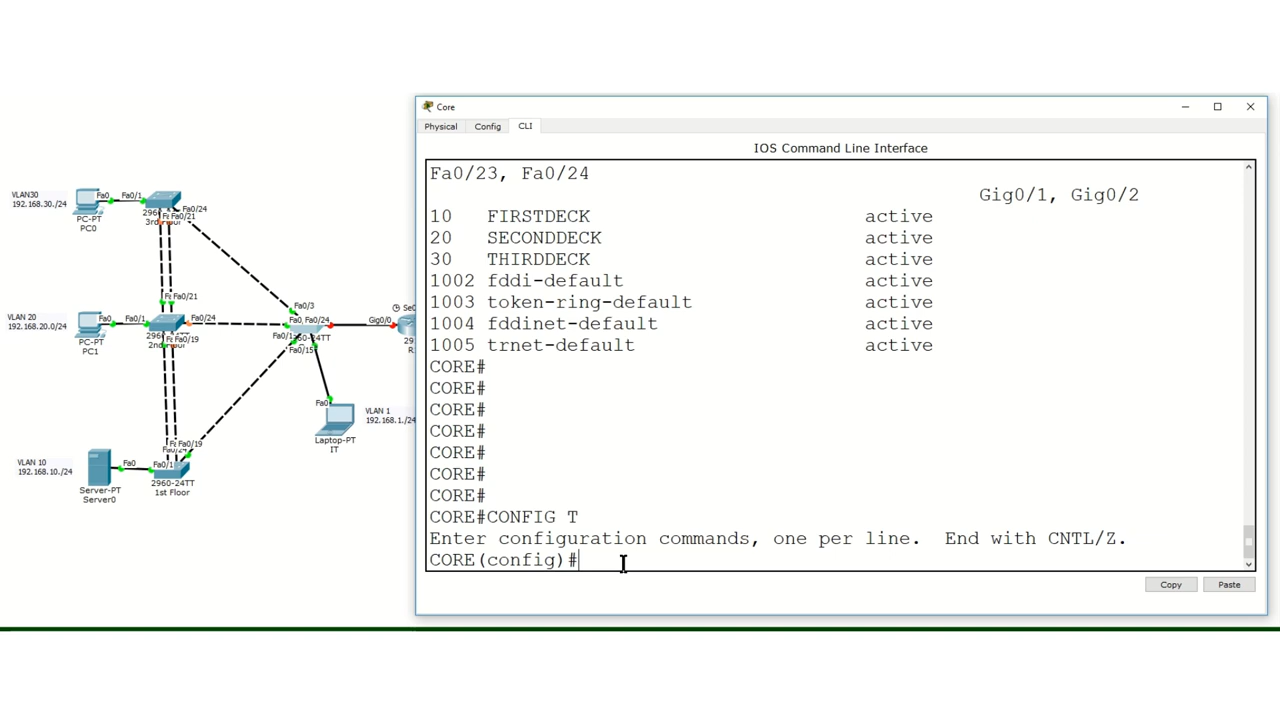 Core
Physical Config CLI
IOS Command Line Interface
Fa0/23, Fa0/24
Gig0/1, Gig0/2
10 FIRSTDECK active
20 SECONDDECK active
30 THIRDDECK active
1002 fddi-default active
1003 token-ring-default active
1004 fddinet-default active
1005 trnet-default active
CORE#
CORE#
CORE#
CORE#
CORE#
CORE#
CORE#
CORE#CONFIG T
Enter configuration commands, one per line. End with CNTL/Z.
CORE(config)#
Copy Paste
VLAN30
192.168.30./24
Fa0 Fa0/1
PC-PT
PC0
Fa0/24
Fa0/21
3rd Floor
Fa0/21
VLAN 20
192.168.20.0/24
Fa0 Fa0/1
PC-PT
PC1
Fa0/24
Fa0/19
Fa0/3
Fa0/24
Gig0/0
Fa0/15
Fa0
Laptop-PT
IT
VLAN 1
192.168.1./24
VLAN 10
192.168.10./24
Fa0 Fa0/1
Fa0/19
Server-PT
Server0
2960-24TT
1st Floor